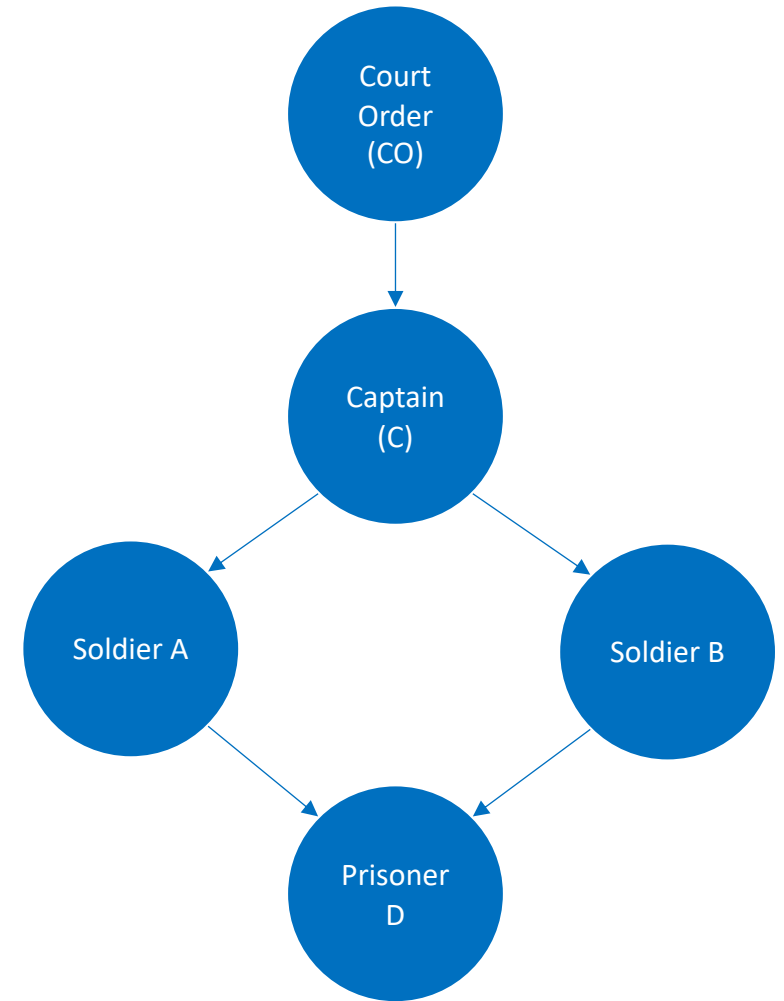 Court
Order
(CO)
Captain
(C)
Soldier A
Soldier B
Prisoner
D